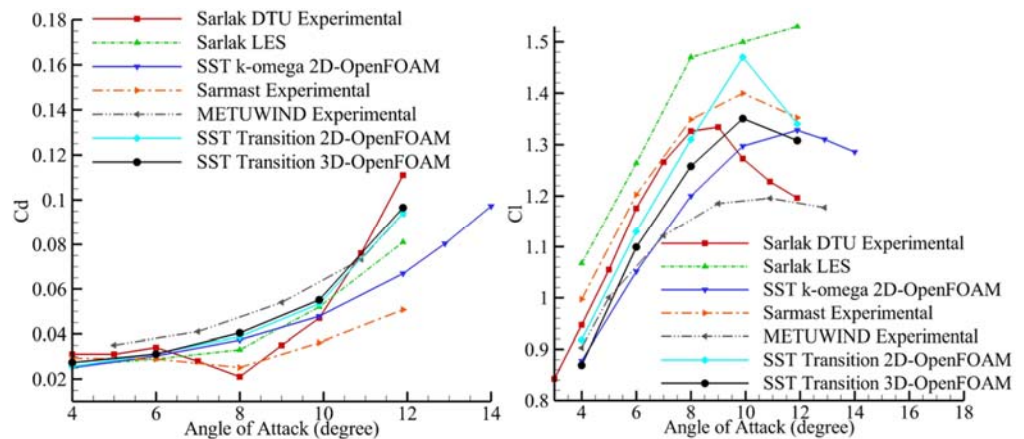 0.18
0.16
0.14
0.12
0.1
0.08
0.06
0.04
0.02
Cd
4
6
8
10
12
14
Angle of Attack (degree)
Sarlak DTU Experimental
Sarlak LES
SST k-omega 2D-OpenFOAM
Sarmast Experimental
METUWIND Experimental
SST Transition 2D-OpenFOAM
SST Transition 3D-OpenFOAM
1.5
1.4
1.3
1.2
1.1
1
0.9
0.8
Cl
4
6
8
10
12
14
16
18
Angle of Attack (degree)
Sarlak DTU Experimental
Sarlak LES
SST k-omega 2D-OpenFOAM
Sarmast Experimental
METUWIND Experimental
SST Transition 2D-OpenFOAM
SST Transition 3D-OpenFOAM